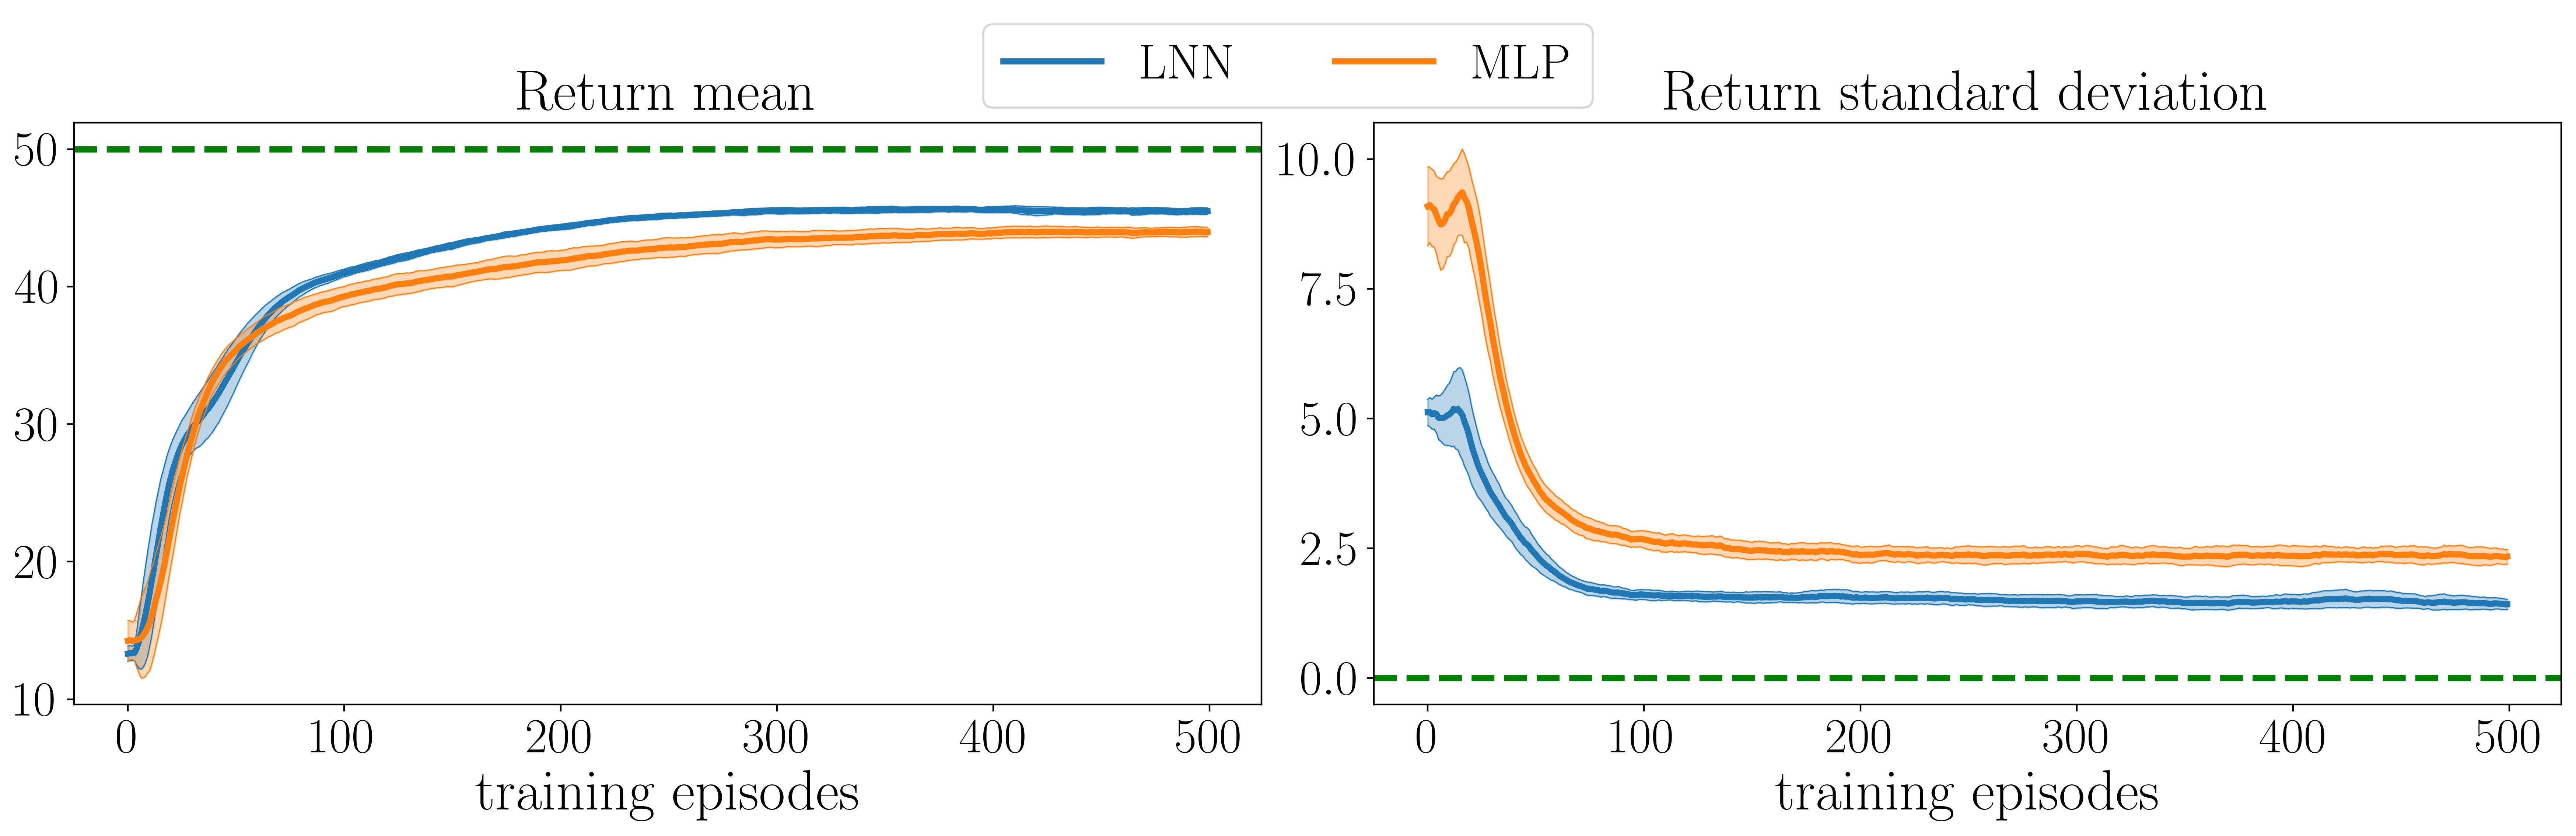 LNN MLP
Return mean
Return standard deviation
50
40
30
20
10
0 100 200 300 400 500
training episodes
10.0
7.5
5.0
2.5
0.0
0 100 200 300 400 500
training episodes